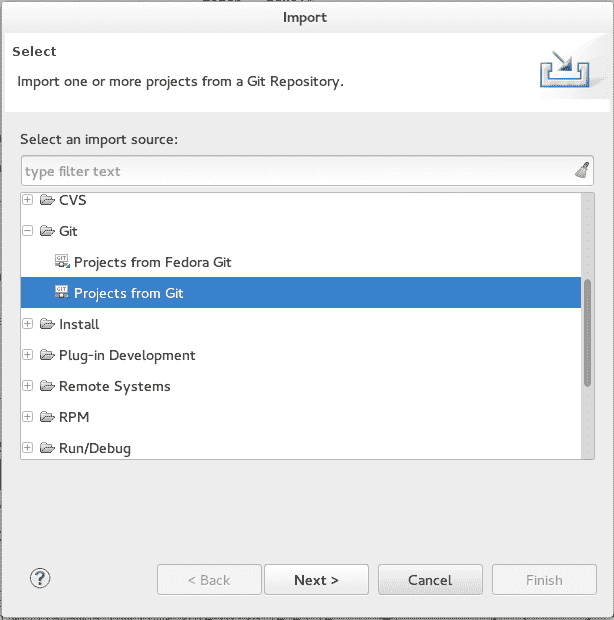 Import
Select
Import one or more projects from a Git Repository.
Select an import source:
type filter text
CVS
Git
GIT Projects from Fedora Git
GIT Projects from Git
Install
Plug-in Development
Remote Systems
RPM
Run/Debug
?
< Back
Next >
Cancel
Finish